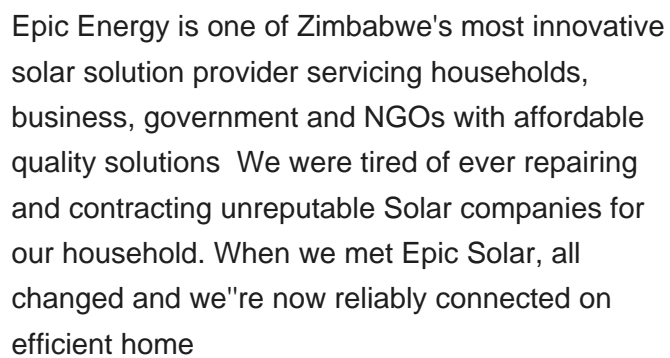 Epic Energy is one of Zimbabwe's most innovative
solar solution provider servicing households,
business, government and NGOs with affordable
quality solutions  We were tired of ever repairing
and contracting unreputable Solar companies for
our household. When we met Epic Solar, all
changed and we"re now reliably connected on
efficient home